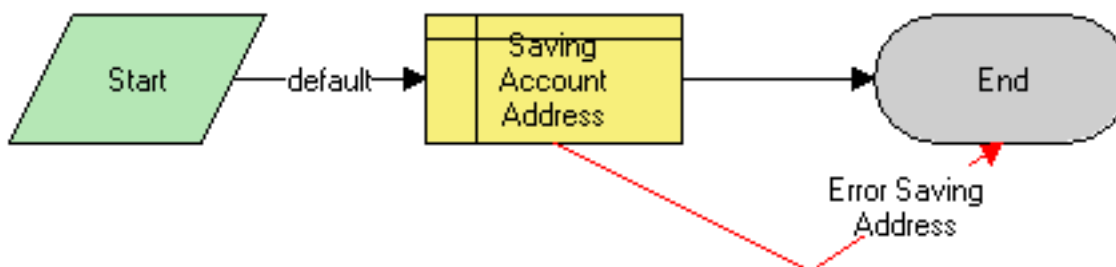 Start
default
Saving
Account
Address
End
Error Saving
Address